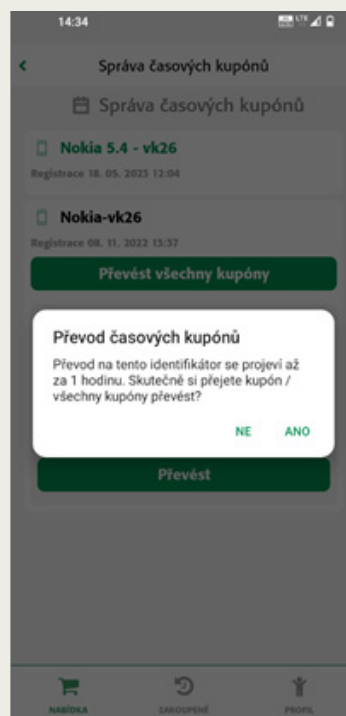 14:34
Správa časových kupónů
Správa časových kupónů
Nokia 5.4 - vk26
Registrace 18. 05. 2023 12:04
Nokia-vk26
Registrace 08. 11. 2022 13:37
Převést všechny kupóny
Převod časových kupónů
Převod na tento identifikátor se projeví až
za 1 hodinu. Skutečně si přejete kupón /
všechny kupóny převést?
NE ANO
Převést
NABÍDKA ZAKOUPENÉ PROFIL